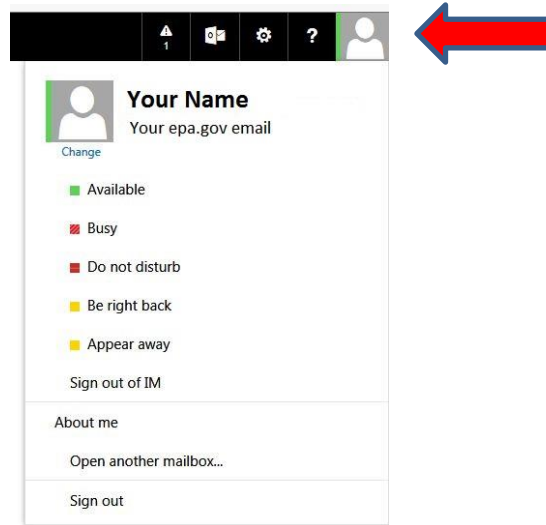 1
?
Your Name
Your epa.gov email
Change
Available
Busy
Do not disturb
Be right back
Appear away
Sign out of IM
About me
Open another mailbox...
Sign out